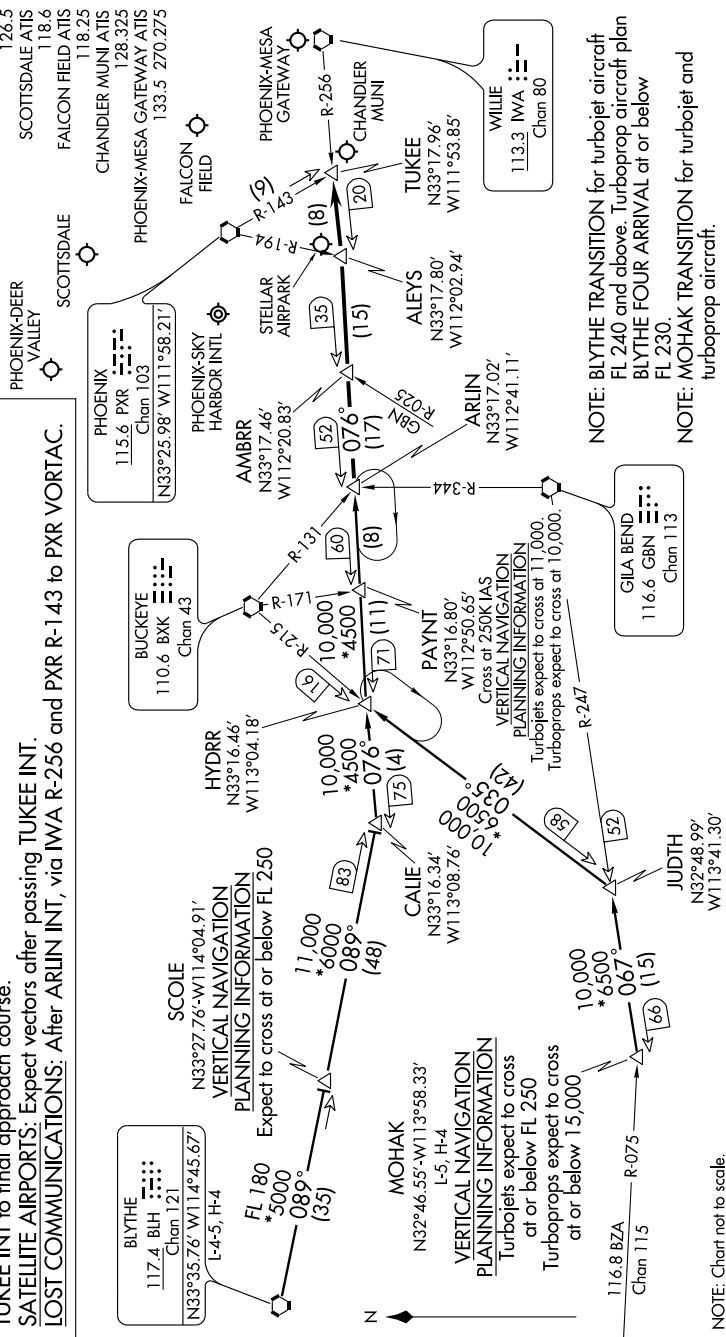 TUKEE INT to final approach course.
SATELLITE AIRPORTS: Expect vectors after passing TUKEE INT.
LOST COMMUNICATIONS: After ARLIN INT, via IWA R-256 and PXR R-143 to PXR VORTAC.
126.5
SCOTTSDALE ATIS
118.6
FALCON FIELD ATIS
118.25
CHANDLER MUNI ATIS
128.325
PHOENIX-MESA GATEWAY ATIS
133.5 270.275
PHOENIX-DEER
VALLEY
SCOTTSDALE
FALCON
FIELD
PHOENIX
115.6 PXR
Chan 103
N33°25.98' W111°58.21'
PHOENIX-SKY
HARBOR INTL
STELLAR
AIRPARK
PHOENIX-MESA
GATEWAY
CHANDLER
MUNI
R-256
R-143
(9)
R-194
WILLIE
113.3 IWA
Chan 80
TUKEE
N33°17.96'
W111°53.85'
(8)
20
ALEYS
N33°17.80'
W112°02.94'
35
(15)
AMBRR
N33°17.46'
W112°20.83'
52
076°
(17)
GBN
R-025
ARLIN
N33°17.02'
W112°41.11'
BUCKEYE
110.6 BXK
Chan 43
R-131
R-171
R-215
60
(8)
R-344
GILA BEND
116.6 GBN
Chan 113
PAYNT
N33°16.80'
W112°50.65'
Cross at 250K IAS
VERTICAL NAVIGATION
PLANNING INFORMATION
Turbojets expect to cross at 11,000.
Turboprops expect to cross at 10,000.
10,000
*4500
(11)
71
16
HYDRR
N33°16.46'
W113°04.18'
10,000
*4500
076°
(4)
75
CALIE
N33°16.34'
W113°08.76'
83
11,000
*6000
089°
(48)
SCOLE
N33°27.76'-W114°04.91'
VERTICAL NAVIGATION
PLANNING INFORMATION
Expect to cross at or below FL 250
BLYTHE
117.4 BLH
Chan 121
N33°35.76' W114°45.67'
L-4-5, H-4
FL 180
*5000
089°
(35)
10,000
*6500
035°
(42)
58
52
R-247
JUDTH
N32°48.99'
W113°41.30'
10,000
*6500
067°
(15)
66
MOHAK
N32°46.55'-W113°58.33'
L-5, H-4
VERTICAL NAVIGATION
PLANNING INFORMATION
Turbojets expect to cross
at or below FL 250
Turboprops expect to cross
at or below 15,000
R-075
116.8 BZA
Chan 115
N
NOTE: BLYTHE TRANSITION for turbojet aircraft
FL 240 and above. Turboprop aircraft plan
BLYTHE FOUR ARRIVAL at or below
FL 230.
NOTE: MOHAK TRANSITION for turbojet and
turboprop aircraft.
NOTE: Chart not to scale.